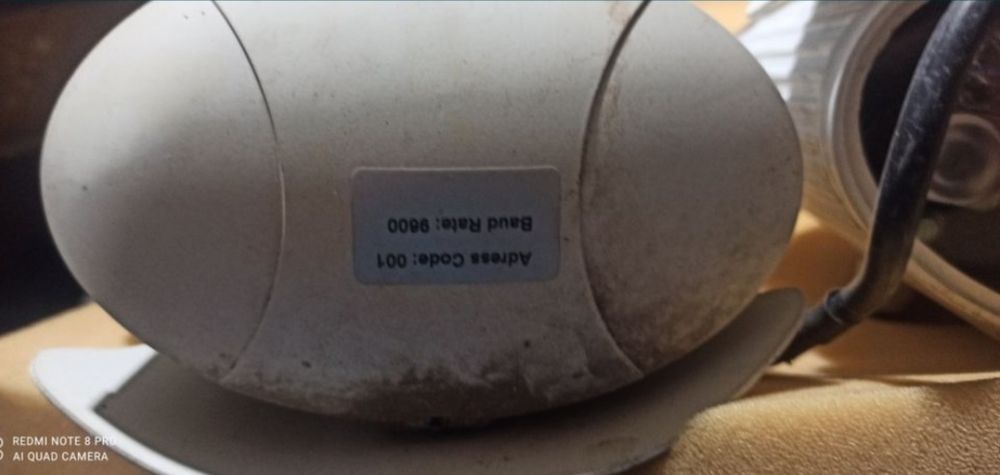 Adress Code: 001
Baud Rate: 9600
REDMI NOTE 8 PRO
AI QUAD CAMERA